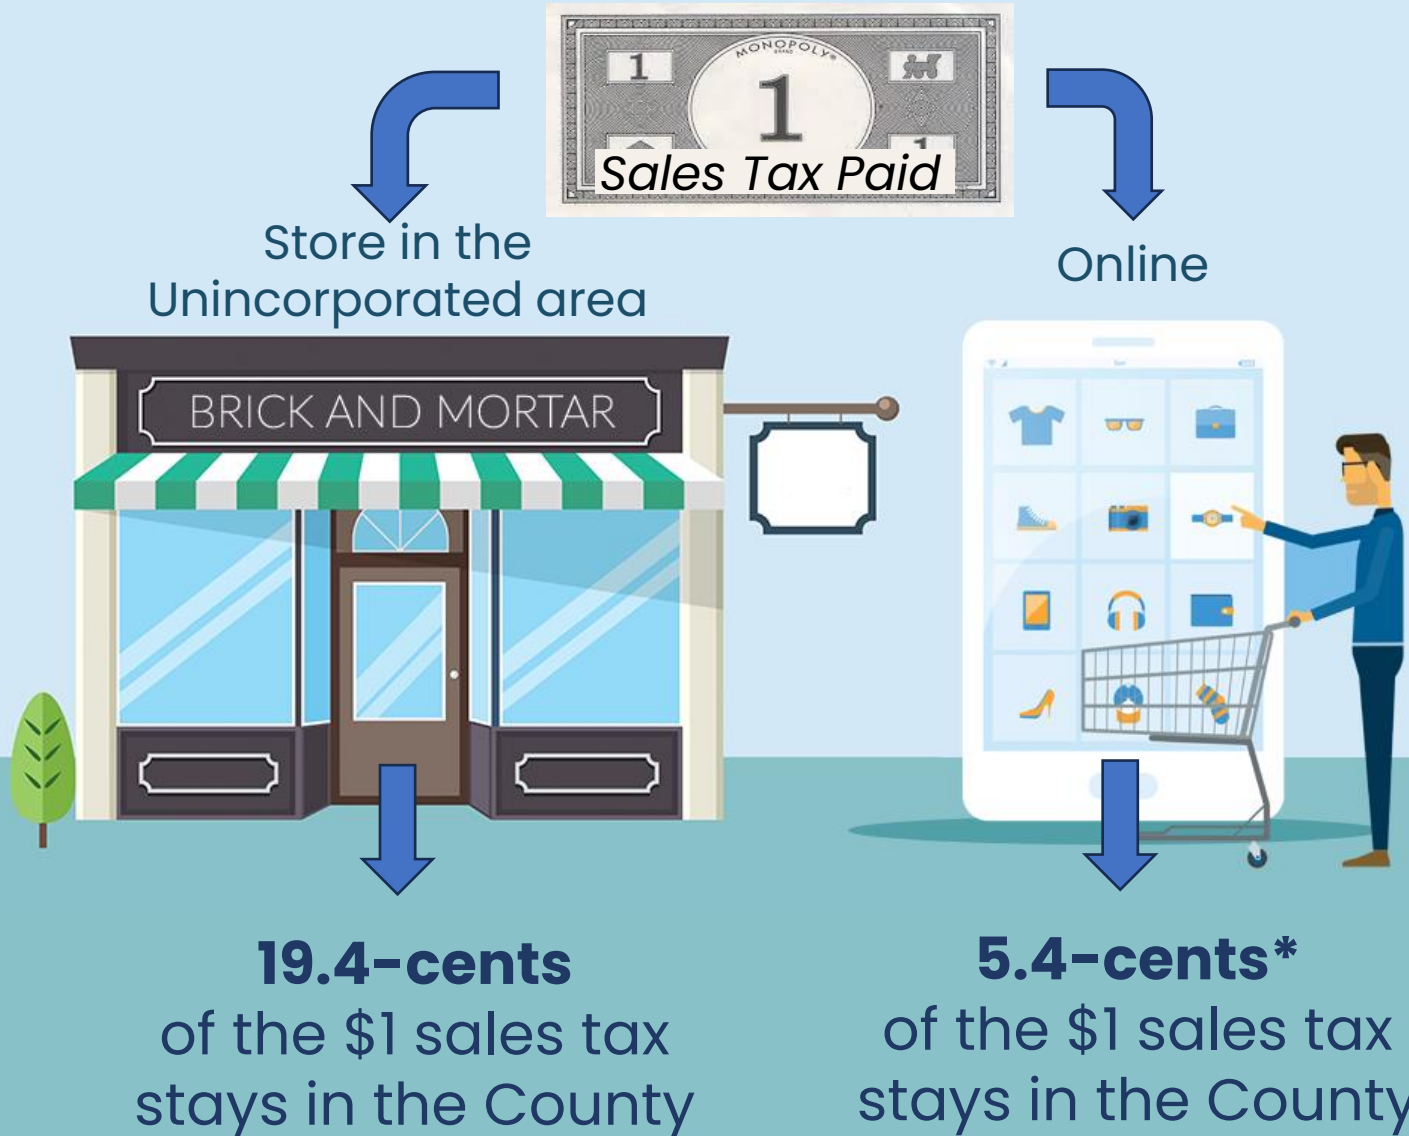 MONOPOLY®
BRAND
1
1
1
Sales Tax Paid
Store in the
Unincorporated area
Online
BRICK AND MORTAR
19.4-cents
of the $1 sales tax
stays in the County
5.4-cents*
of the $1 sales tax
stays in the County